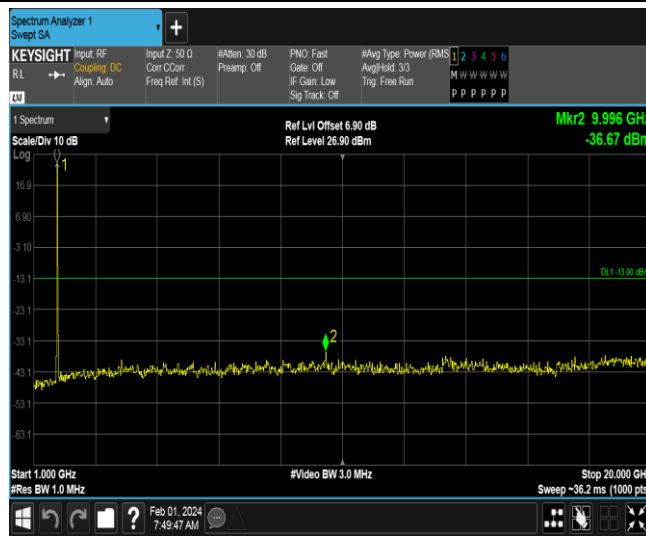 Spectrum Analyzer 1
Swept SA
+
KEYSIGHT
RL
Input: RF
Coupling: DC
Align: Auto
Input Z: 50 Ω
Corr CCorr
Freq Ref: Int (S)
#Atten: 30 dB
Preamp: Off
PNO: Fast
Gate: Off
IF Gain: Low
Sig Track: Off
#Avg Type: Power (RMS
Avg|Hold: 3/3
Trig: Free Run
1 2 3 4 5 6
M W W W W W
P P P P P P
1 Spectrum
Scale/Div 10 dB
Log
Ref Lvl Offset 6.90 dB
Ref Level 26.90 dBm
Mkr2 9.996 GHz
-36.67 dBm
1
16.9
6.90
-3.10
-13.1
DL1 -13.00 dBm
-23.1
-33.1
2
-43.1
-53.1
-63.1
Start 1.000 GHz
#Res BW 1.0 MHz
#Video BW 3.0 MHz
Stop 20.000 GHz
Sweep ~36.2 ms (1000 pts)
?
Feb 01, 2024
7:49:47 AM